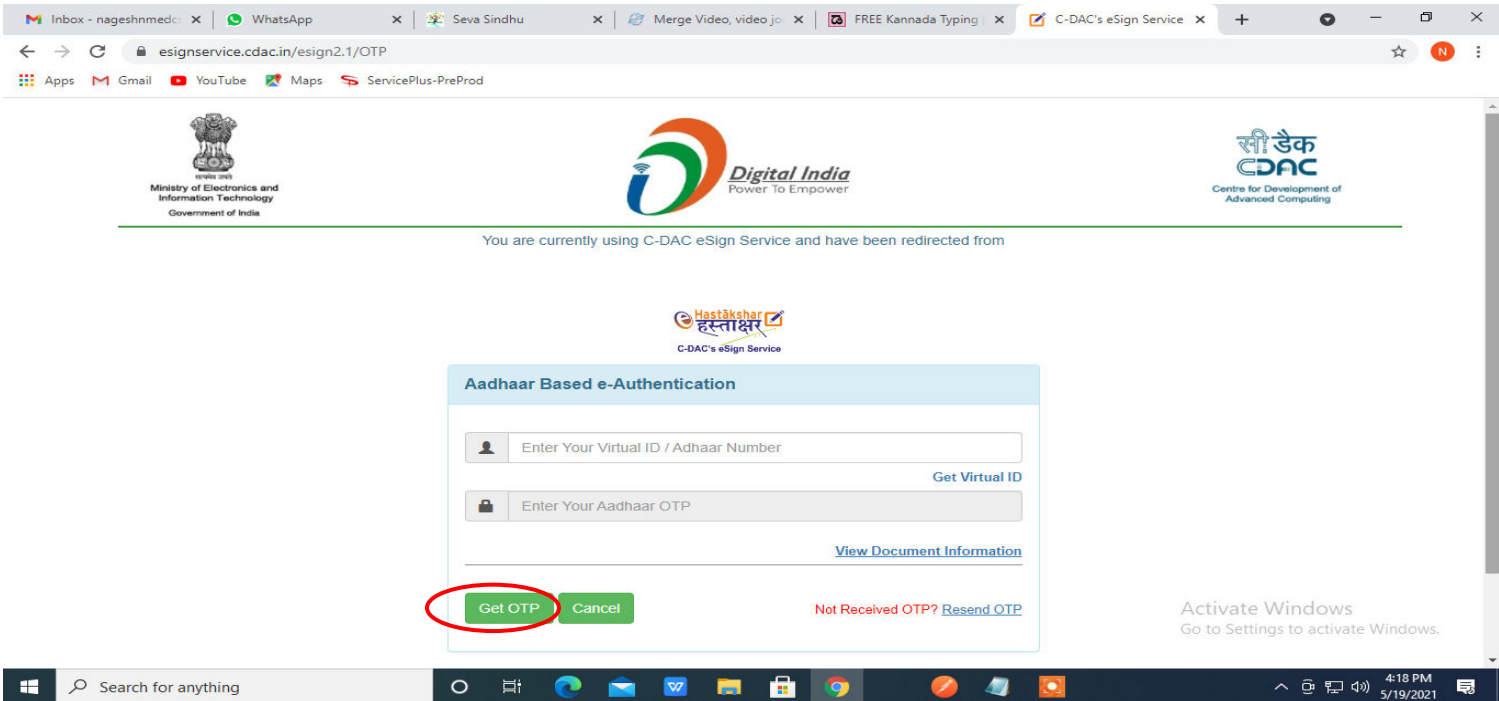 Inbox - nageshnmedc
WhatsApp
Seva Sindhu
Merge Video, video jo
FREE Kannada Typing
C-DAC's eSign Service
esignservice.cdac.in/esign2.1/OTP
N
Apps
Gmail
YouTube
Maps
ServicePlus-PreProd
सत्यमेव जयते
Ministry of Electronics and
Information Technology
Government of India
Digital India
Power To Empower
सी डैक
CDAC
Centre for Development of
Advanced Computing
You are currently using C-DAC eSign Service and have been redirected from
e Hastākshar
हस्ताक्षर
C-DAC's eSign Service
Aadhaar Based e-Authentication
Enter Your Virtual ID / Adhaar Number
Get Virtual ID
Enter Your Aadhaar OTP
View Document Information
Get OTP
Cancel
Not Received OTP? Resend OTP
Activate Windows
Go to Settings to activate Windows.
Search for anything
4:18 PM
5/19/2021